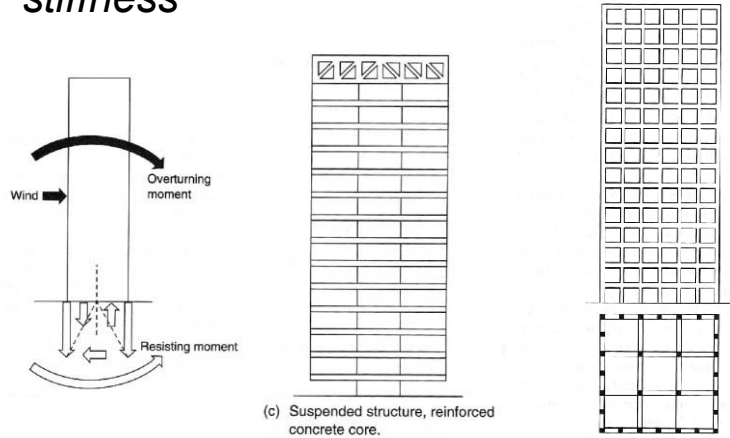 stiffness
Wind
Overturning
moment
Resisting moment
(c) Suspended structure, reinforced
concrete core.